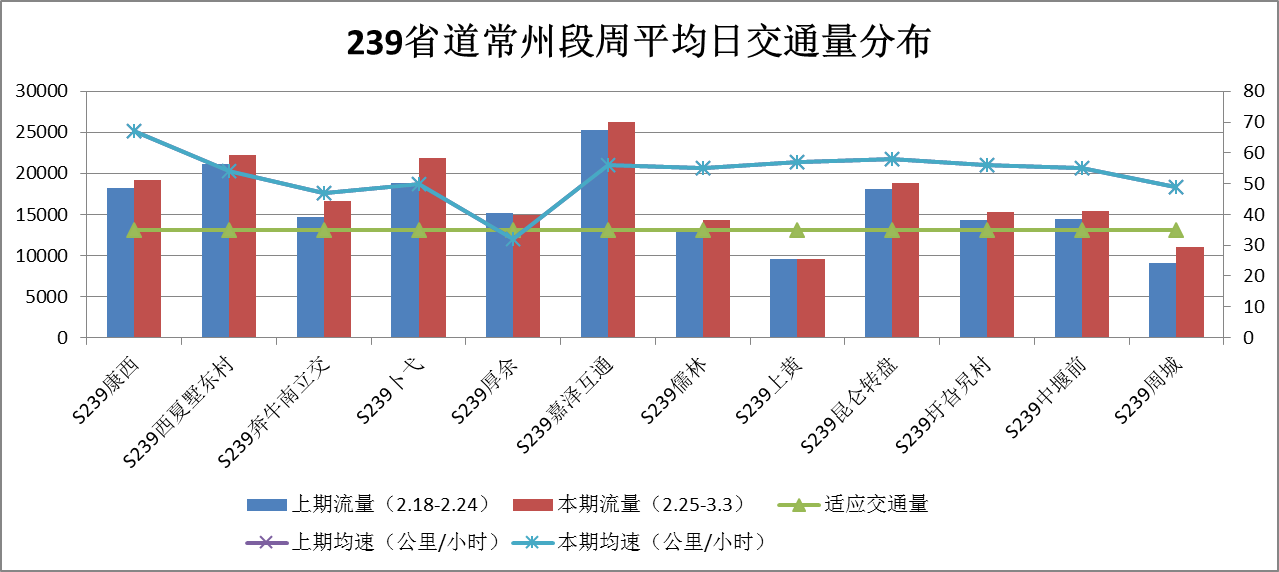 239省道常州段周平均日交通量分布
30000
25000
20000
15000
10000
5000
0
80
70
60
50
40
30
20
10
0
S239康西
S239西夏墅东村
S239奔牛南立交
S239卜弋
S239厚余
S239嘉泽互通
S239儒林
S239上黄
S239昆仑转盘
S239圩旮旯村
S239中堰前
S239周城
上期流量（2.18-2.24）
本期流量（2.25-3.3）
适应交通量
上期均速（公里/小时）
本期均速（公里/小时）